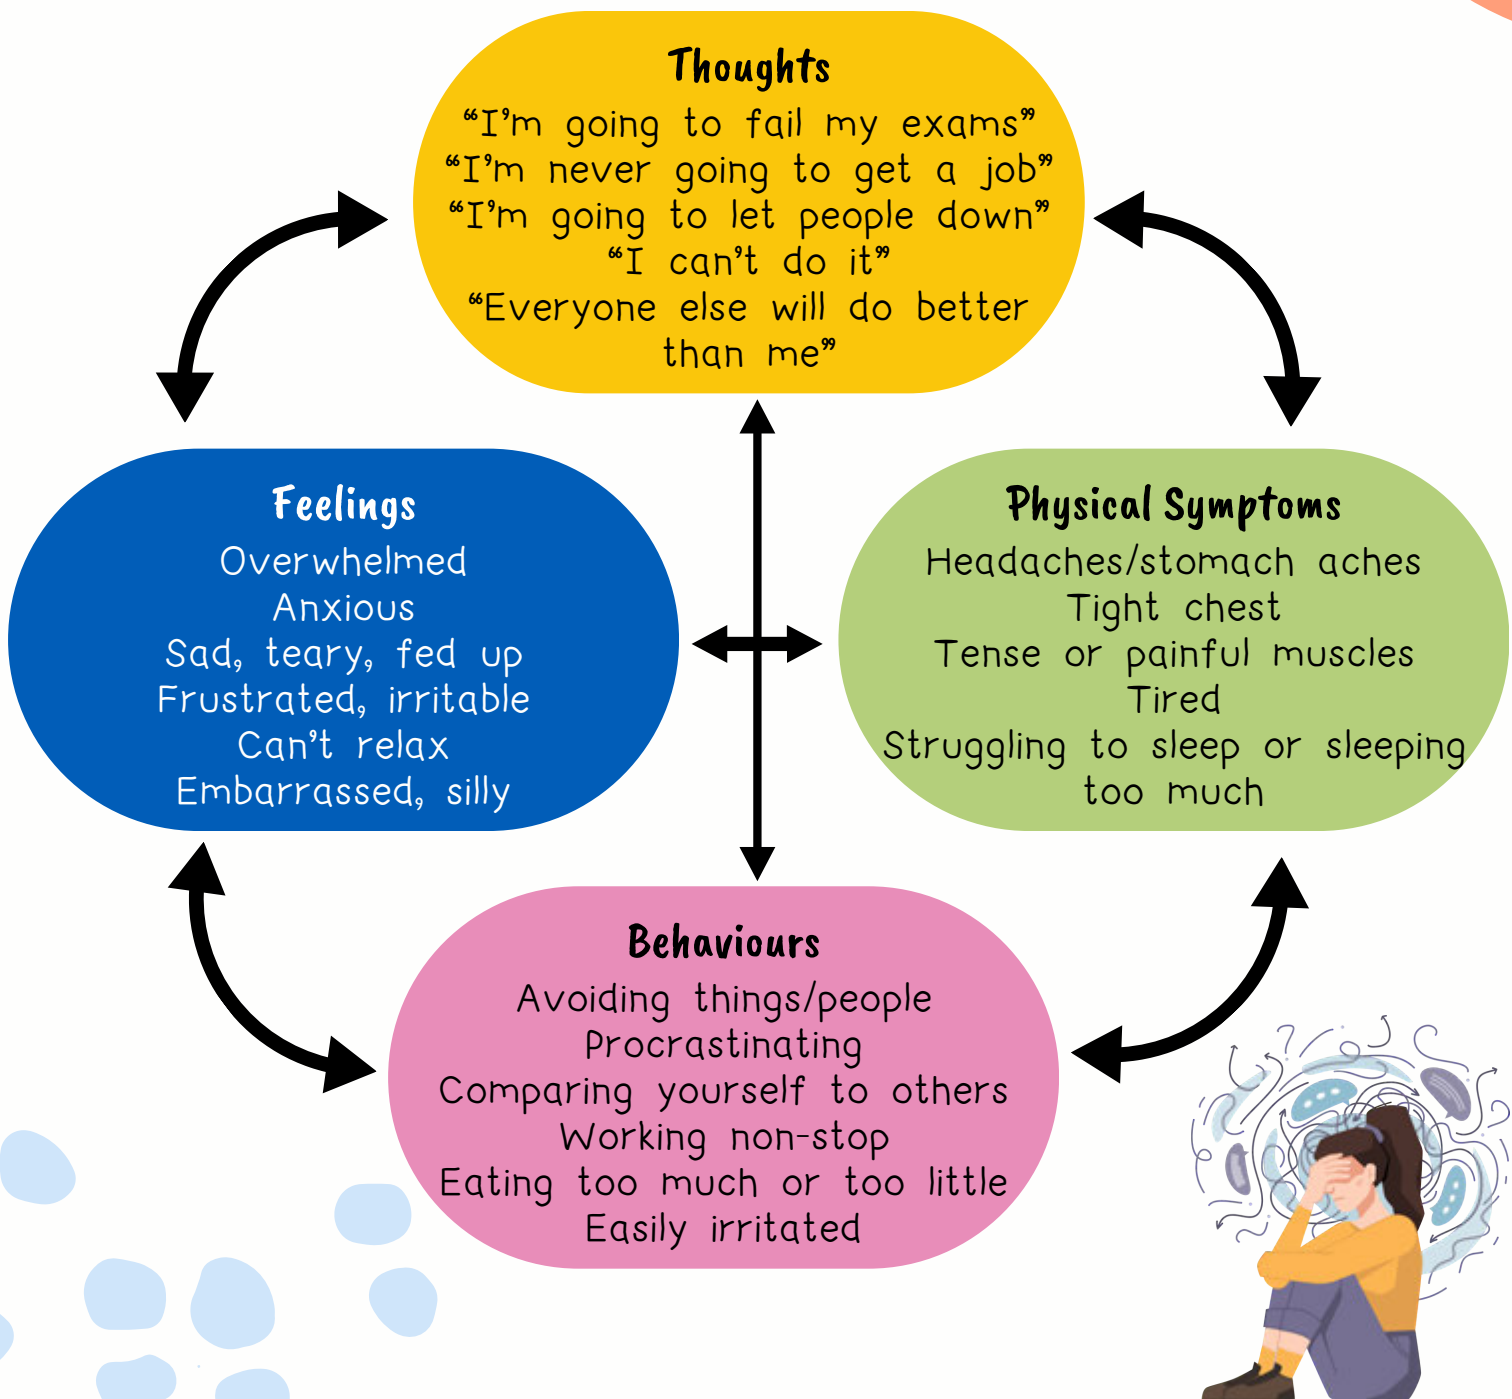 Thoughts
“I’m going to fail my exams”
“I’m never going to get a job”
“I’m going to let people down”
“I can’t do it”
“Everyone else will do better
than me”
Feelings
Overwhelmed
Anxious
Sad, teary, fed up
Frustrated, irritable
Can’t relax
Embarrassed, silly
Physical Symptoms
Headaches/stomach aches
Tight chest
Tense or painful muscles
Tired
Struggling to sleep or sleeping
too much
Behaviours
Avoiding things/people
Procrastinating
Comparing yourself to others
Working non-stop
Eating too much or too little
Easily irritated